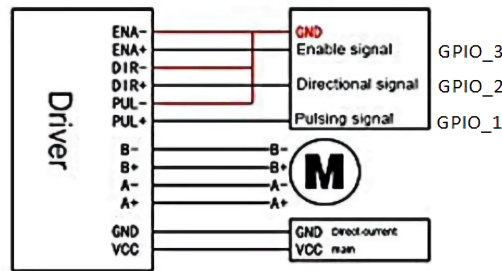 Driver
ENA-
ENA+
DIR-
DIR+
PUL-
PUL+
B-
B+
A-
A+
GND
VCC
GND
Enable signal
Directional signal
Pulsing signal
GPIO_3
GPIO_2
GPIO_1
B-
B+
A-
A+
M
GND Direct-current
VCC main